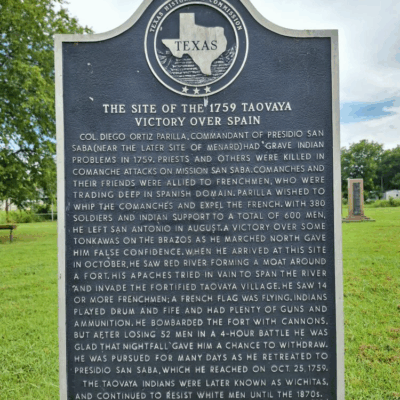 TEXAS HISTORICAL COMMISSION
TEXAS
THE SITE OF THE 1759 TAOVAYA
VICTORY OVER SPAIN
COL. DIEGO ORTIZ PARILLA, COMMANDANT OF PRESIDIO SAN
SABA (NEAR THE LATER SITE OF MENARD) HAD GRAVE INDIAN
PROBLEMS IN 1759. PRIESTS AND OTHERS WERE KILLED IN
COMANCHE ATTACKS ON MISSION SAN SABA. COMANCHES AND
THEIR FRIENDS WERE ALLIED TO FRENCHMEN, WHO WERE
TRADING DEEP IN SPANISH DOMAIN. PARILLA WISHED TO
WHIP THE COMANCHES AND EXPEL THE FRENCH. WITH 380
SOLDIERS AND INDIAN SUPPORT TO A TOTAL OF 600 MEN,
HE LEFT SAN ANTONIO IN AUGUST. A VICTORY OVER SOME
TONKAWAS ON THE BRAZOS AS HE MARCHED NORTH GAVE
HIM FALSE CONFIDENCE. WHEN HE ARRIVED AT THIS SITE
IN OCTOBER, HE SAW RED RIVER FORMING A MOAT AROUND
A FORT. HIS APACHES TRIED IN VAIN TO SPAN THE RIVER
AND INVADE THE FORTIFIED TAOVAYA VILLAGE. HE SAW 14
OR MORE FRENCHMEN; A FRENCH FLAG WAS FLYING. INDIANS
PLAYED DRUM AND FIFE AND HAD PLENTY OF GUNS AND
AMMUNITION. HE BOMBARDED THE FORT WITH CANNONS,
BUT AFTER LOSING 52 MEN IN A 4-HOUR BATTLE HE WAS
GLAD THAT NIGHTFALL GAVE HIM A CHANCE TO WITHDRAW.
HE WAS PURSUED FOR MANY DAYS AS HE RETREATED TO
PRESIDIO SAN SABA, WHICH HE REACHED ON OCT. 25, 1759.
THE TAOVAYA INDIANS WERE LATER KNOWN AS WICHITAS,
AND CONTINUED TO RESIST WHITE MEN UNTIL THE 1870s.